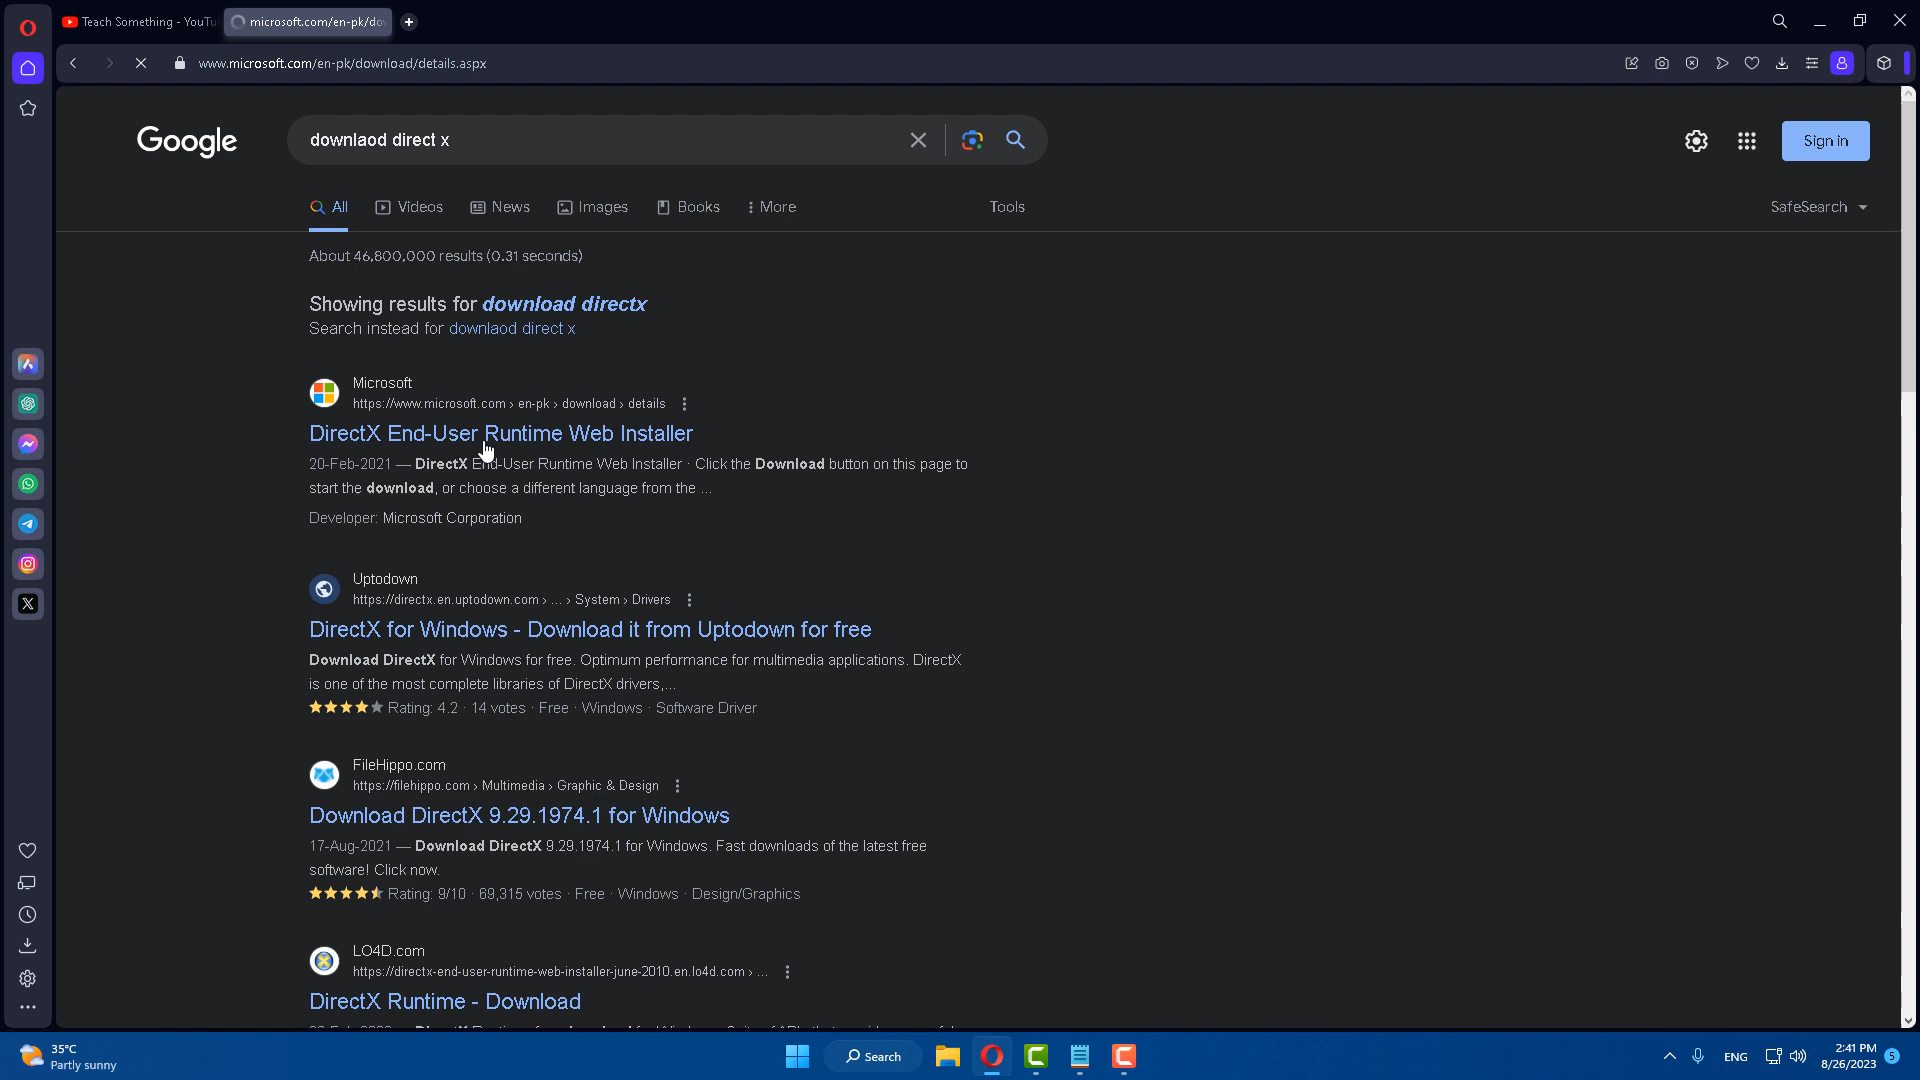 Teach Something - YouTu
microsoft.com/en-pk/do
www.microsoft.com/en-pk/download/details.aspx
Google
downlaod direct x
Sign in
All
Videos
News
Images
Books
More
Tools
SafeSearch
About 46,800,000 results (0.31 seconds)
Showing results for download directx
Search instead for downlaod direct x
Microsoft
https://www.microsoft.com › en-pk › download › details
DirectX End-User Runtime Web Installer
20-Feb-2021 — DirectX End-User Runtime Web Installer · Click the Download button on this page to
start the download, or choose a different language from the ...
Developer: Microsoft Corporation
Uptodown
https://directx.en.uptodown.com › ... › System › Drivers
DirectX for Windows - Download it from Uptodown for free
Download DirectX for Windows for free. Optimum performance for multimedia applications. DirectX
is one of the most complete libraries of DirectX drivers,...
Rating: 4.2 · 14 votes · Free · Windows · Software Driver
FileHippo.com
https://filehippo.com › Multimedia › Graphic & Design
Download DirectX 9.29.1974.1 for Windows
17-Aug-2021 — Download DirectX 9.29.1974.1 for Windows. Fast downloads of the latest free
software! Click now.
Rating: 9/10 · 69,315 votes · Free · Windows · Design/Graphics
LO4D.com
https://directx-end-user-runtime-web-installer-june-2010.en.lo4d.com › ...
DirectX Runtime - Download
35°C
Partly sunny
Search
ENG
2:41 PM
8/26/2023
5